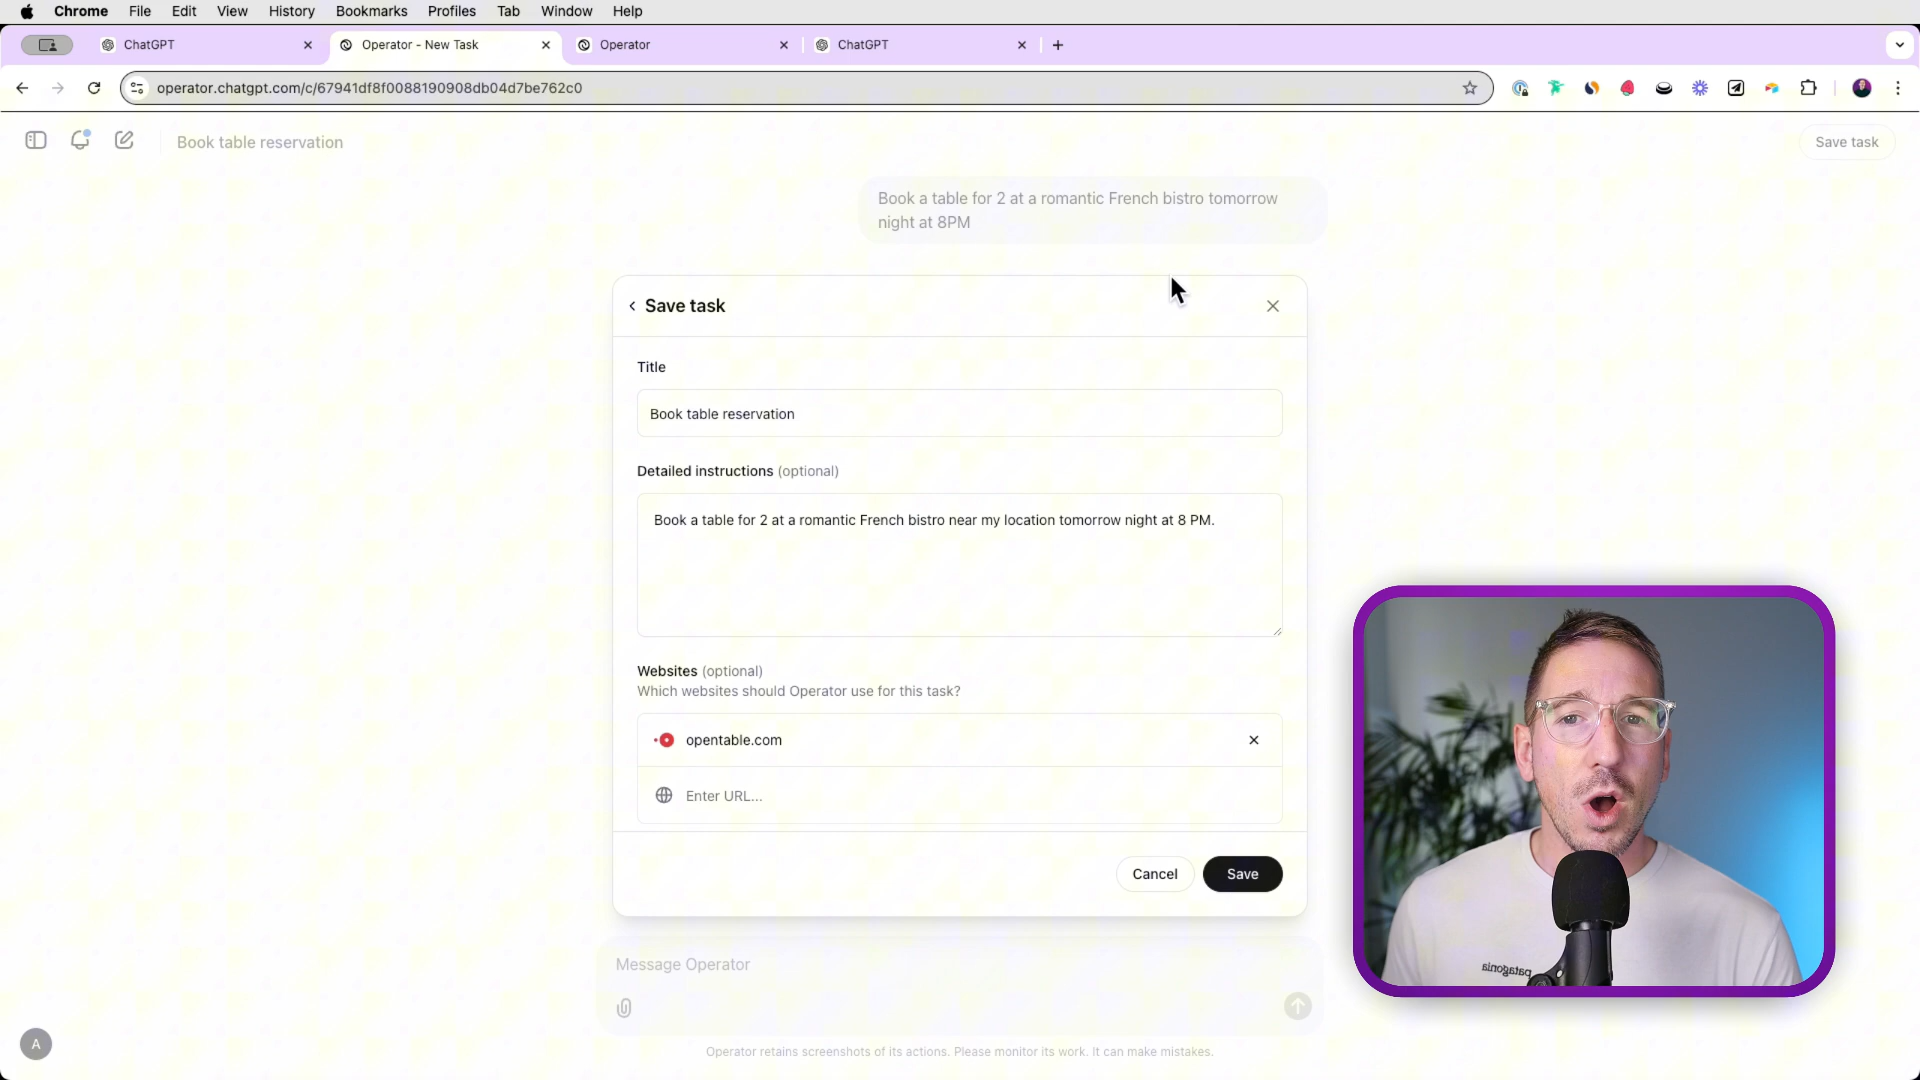 Chrome File Edit View History Bookmarks Profiles Tab Window Help
ChatGPT
Operator - New Task
Operator
ChatGPT
operator.chatgpt.com/c/67941df8f0088190908db04d7be762c0
Book table reservation
Save task
Book a table for 2 at a romantic French bistro tomorrow
night at 8PM
Save task
Title
Book table reservation
Detailed instructions (optional)
Book a table for 2 at a romantic French bistro near my location tomorrow night at 8 PM.
Websites (optional)
Which websites should Operator use for this task?
opentable.com
Enter URL...
Cancel
Save
patagonia
Message Operator
A
Operator retains screenshots of its actions. Please monitor its work. It can make mistakes.